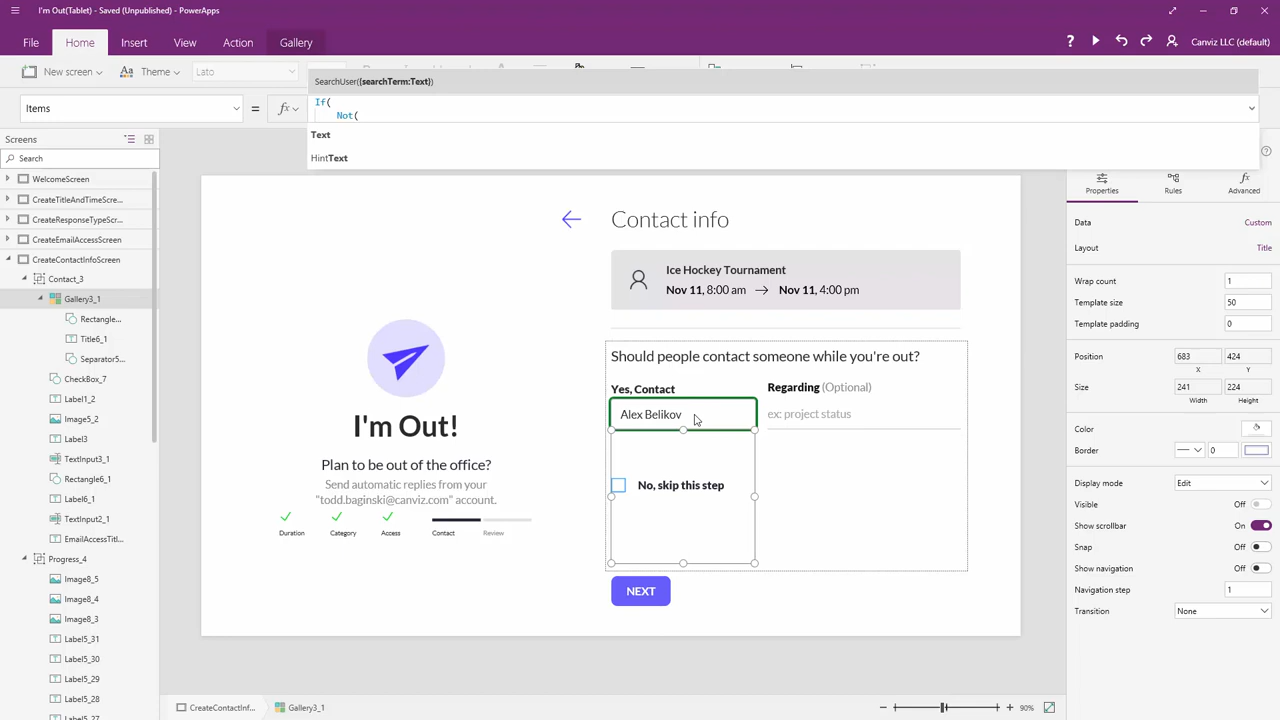 I'm Out(Tablet) - Saved (Unpublished) - PowerApps
File Home Insert View Action Gallery
Canviz LLC (default)
New screen Theme Lato
SearchUser({searchTerm:Text})
Items = fx
If(
Not(
Text
HintText
Screens
Search
WelcomeScreen
CreateTitleAndTimeScre...
CreateResponseTypeScr...
CreateEmailAccessScreen
CreateContactInfoScreen
Contact_3
Gallery3_1
Rectangle...
Title6_1
Separator5...
CheckBox_7
Label1_2
Image5_2
Label3
TextInput3_1
Rectangle6_1
Label6_1
TextInput2_1
EmailAccessTitl...
Progress_4
Image8_5
Image8_4
Image8_3
Label5_31
Label5_30
Label5_29
Label5_28
Label5_27
I'm Out!
Plan to be out of the office?
Send automatic replies from your
"todd.baginski@canviz.com" account.
Duration Category Access Contact Review
Contact info
Ice Hockey Tournament
Nov 11, 8:00 am → Nov 11, 4:00 pm
Should people contact someone while you're out?
Yes, Contact Regarding (Optional)
Alex Belikov ex: project status
No, skip this step
NEXT
Properties Rules Advanced
Data Custom
Layout Title
Wrap count 1
Template size 50
Template padding 0
Position 683 424
X Y
Size 241 224
Width Height
Color
Border 0
Display mode Edit
Visible Off
Show scrollbar On
Snap Off
Show navigation Off
Navigation step 1
Transition None
CreateContactInf... Gallery3_1
90%